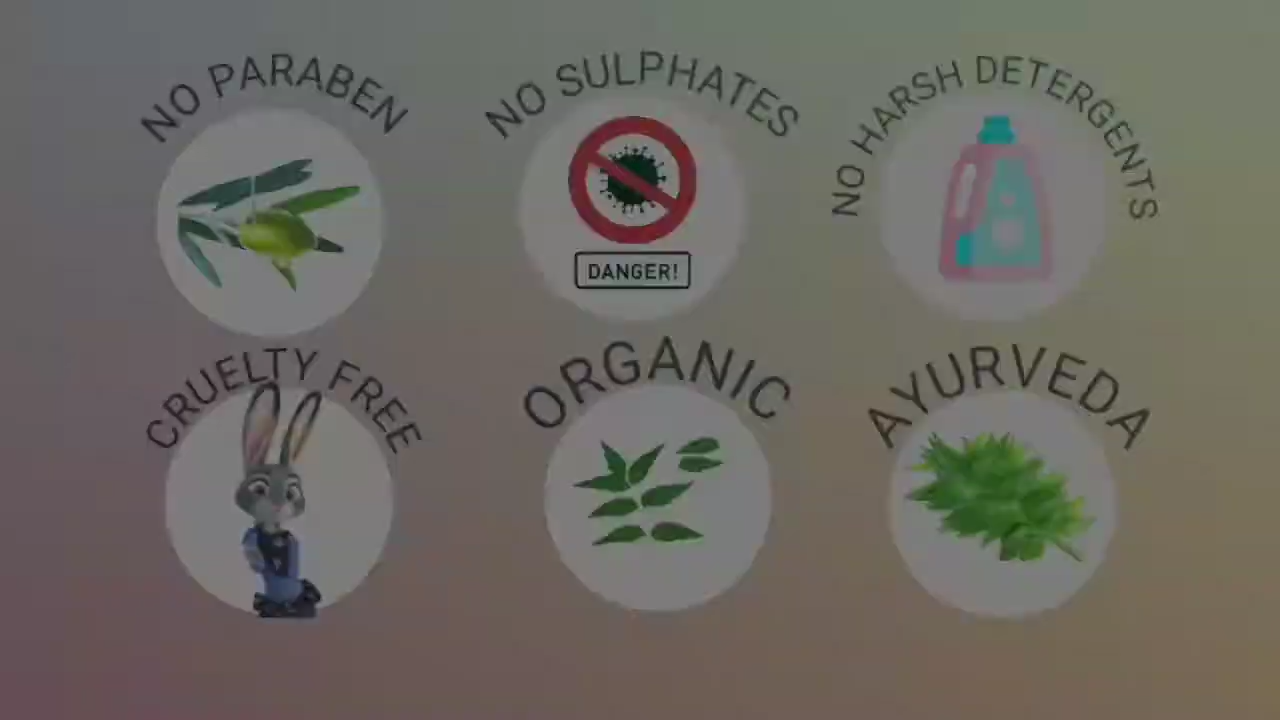 NO PARABEN
NO SULPHATES
NO HARSH DETERGENTS
DANGER!
CRUELTY FREE
ORGANIC
AYURVEDA